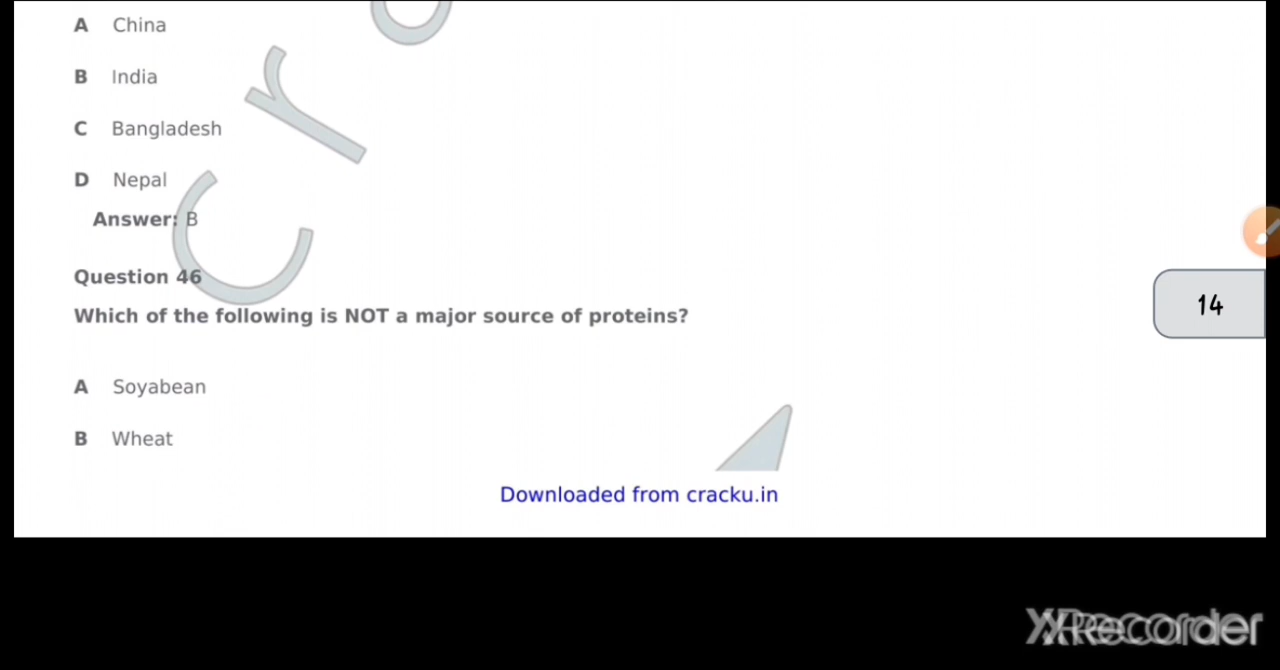 A China
B India
C Bangladesh
D Nepal
Answer: B
Question 46
Which of the following is NOT a major source of proteins?
14
A Soyabean
B Wheat
Downloaded from cracku.in
XRecorder